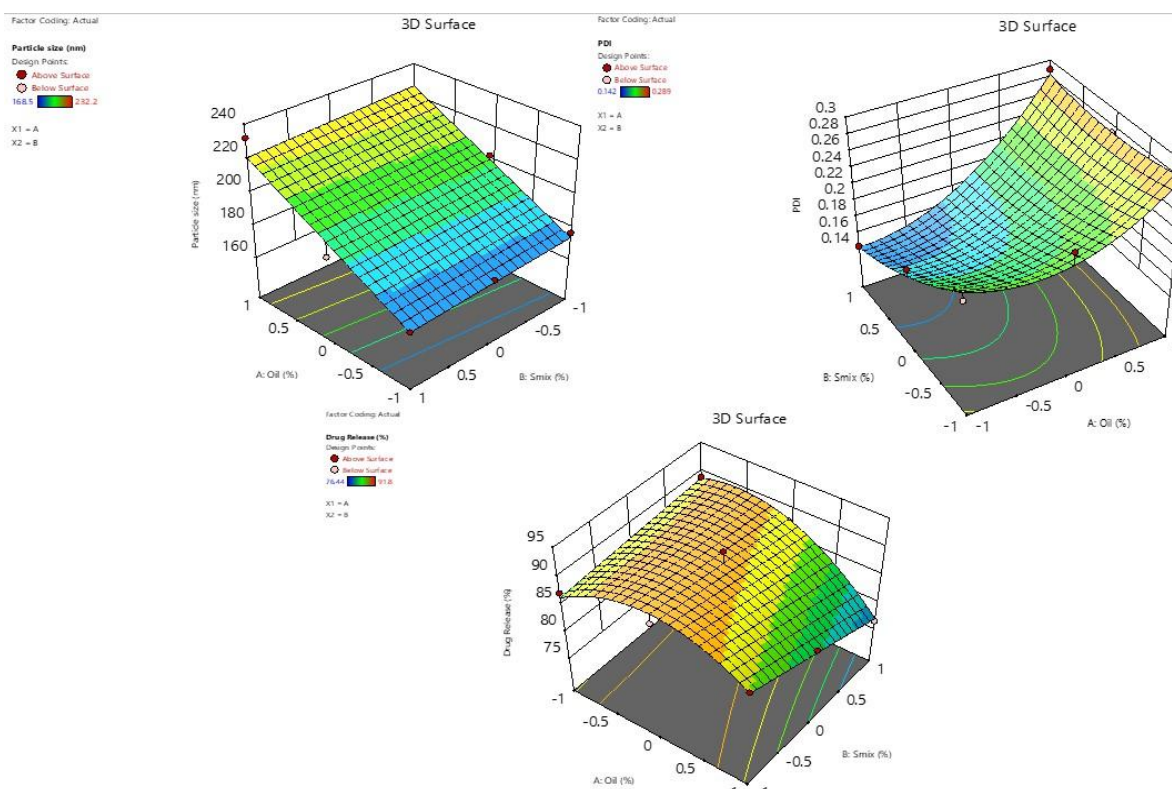 Factor Coding: Actual
3D Surface
Particle size (nm)
Design Points:
Above Surface
Below Surface
168.5 232.2
X1 = A
X2 = B
240
220
200
180
160
Particle size (nm)
1
0.5
0
-0.5
-1
A: Oil (%)
1
0.5
0
-0.5
-1
B: Smix (%)
Factor Coding: Actual
3D Surface
PDI
Design Points:
Above Surface
Below Surface
0.142 0.289
X1 = A
X2 = B
0.3
0.28
0.26
0.24
0.22
0.2
0.18
0.16
0.14
PDI
1
0.5
0
-0.5
-1
B: Smix (%)
-1
-0.5
0
0.5
A: Oil (%)
Factor Coding: Actual
3D Surface
Drug Release (%)
Design Points:
Above Surface
Below Surface
76.44 91.8
X1 = A
X2 = B
95
90
85
80
75
Drug Release (%)
-1
-0.5
0
0.5
A: Oil (%)
1
0.5
0
-0.5
B: Smix (%)